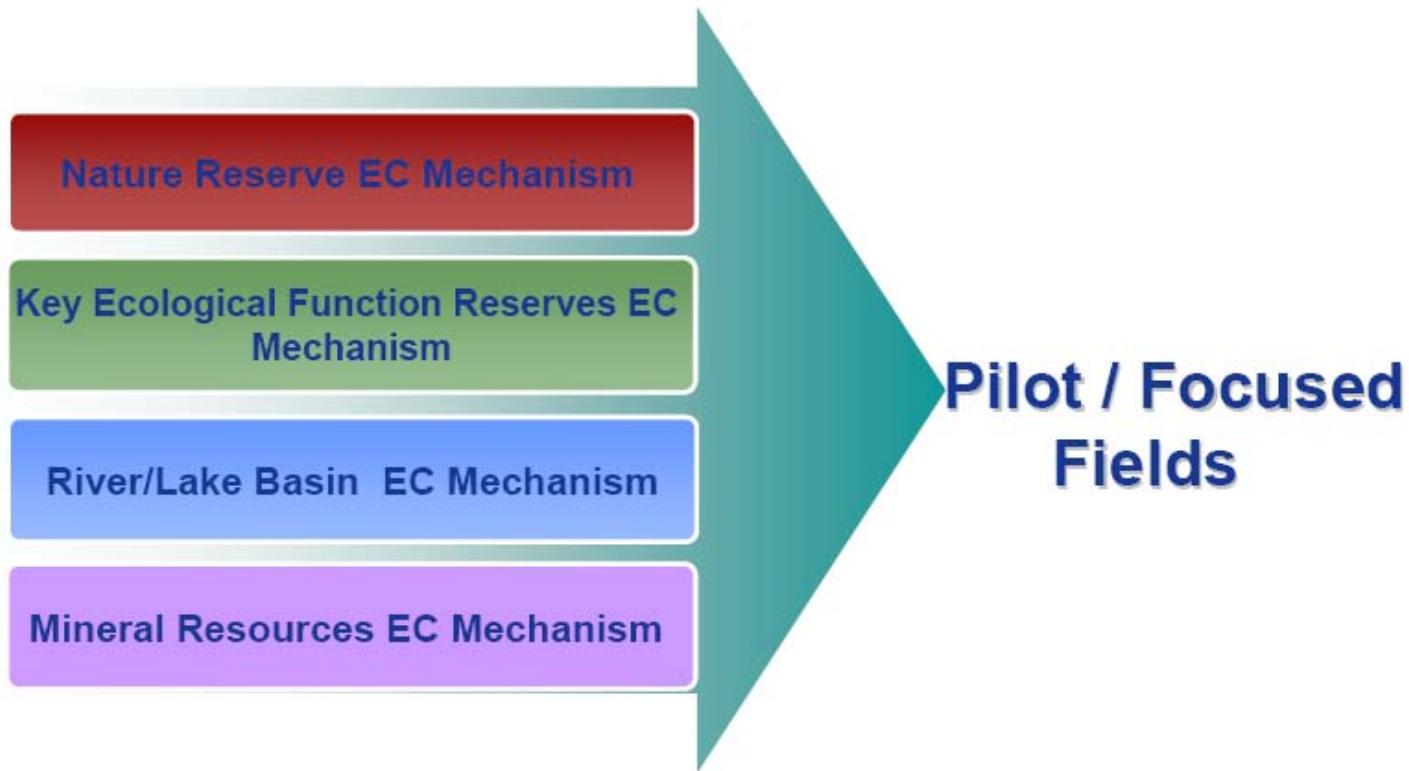 Nature Reserve EC Mechanism
Key Ecological Function Reserves EC
Mechanism
River/Lake Basin  EC Mechanism
Mineral Resources EC Mechanism
Pilot / Focused
Fields